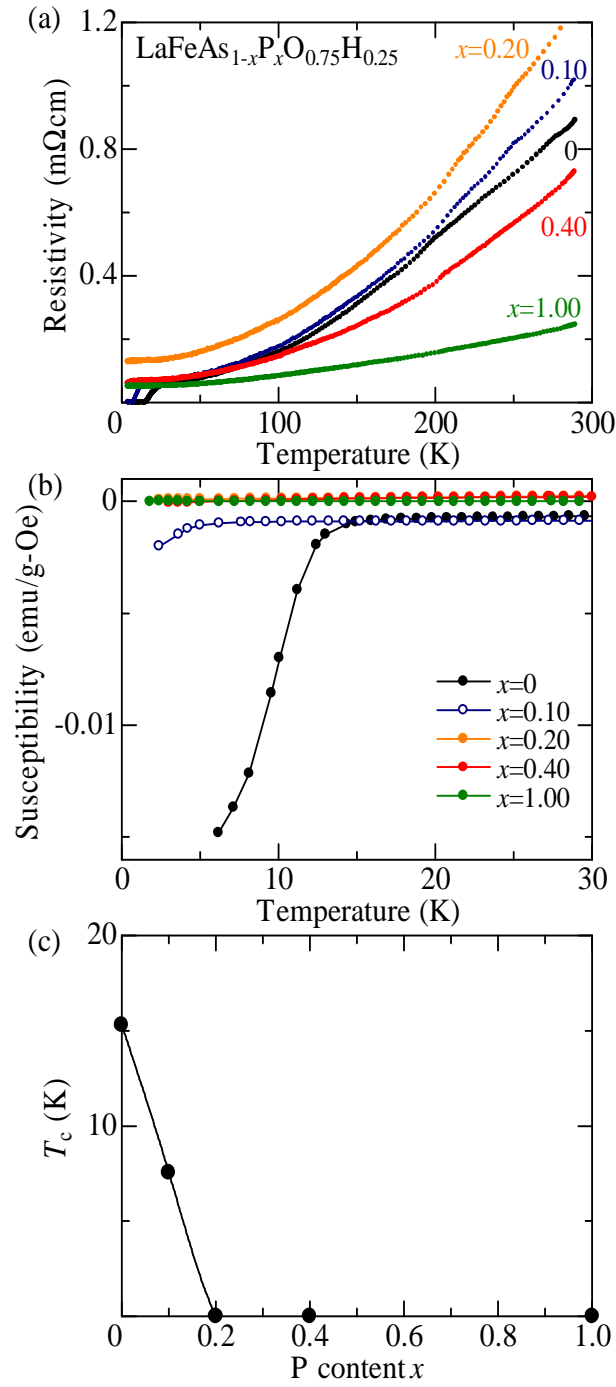 (a)
LaFeAs1-xPxO0.75H0.25
x=0.20
0.10
0
0.40
x=1.00
1.2
0.8
0.4
Resistivity (mΩcm)
100
200
300
Temperature (K)
(b)
0
-0.01
Susceptibility (emu/g-Oe)
x=0
x=0.10
x=0.20
x=0.40
x=1.00
0
10
20
30
Temperature (K)
(c)
20
10
Tc (K)
0
0.2
0.4
0.6
0.8
1.0
P content x